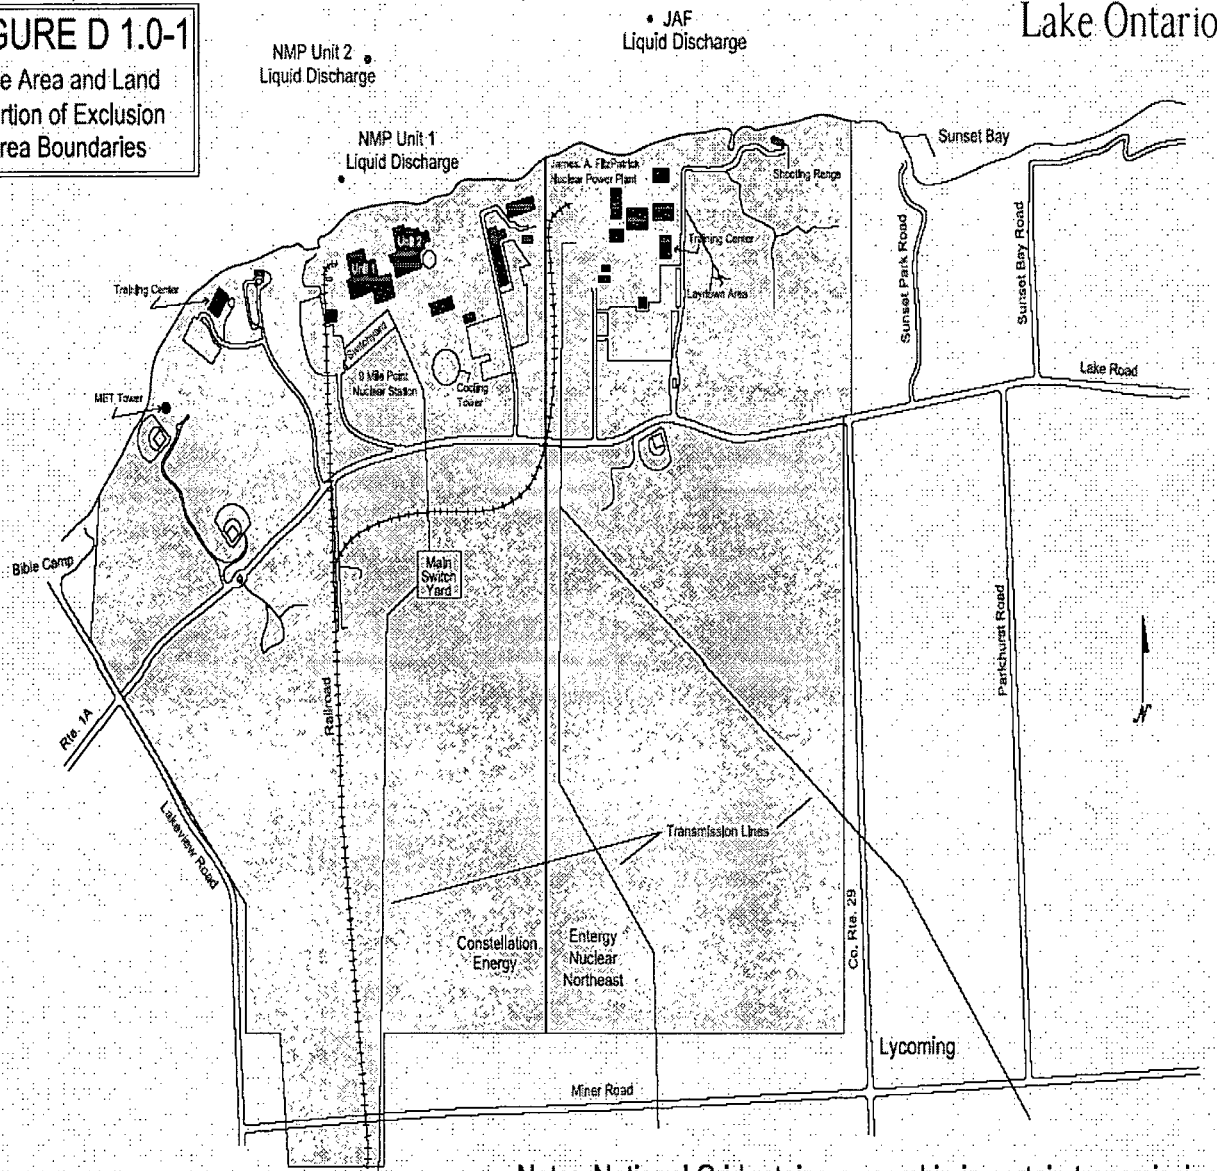 GURE D 1.0-1
e Area and Land
rtion of Exclusion
rea Boundaries
NMP Unit 2
Liquid Discharge
JAF
Liquid Discharge
Lake Ontario
NMP Unit 1
Liquid Discharge
James. A. FitzPatrick
Nuclear Power Plant
Shooting Range
Sunset Bay
Unit 2
Unit 1
Training Center
Training Center
Laydown Area
Sunset Park Road
Sunset Bay Road
Switchyard
9 Mile Point
Nuclear Station
Cooling
Tower
Lake Road
MET Tower
Bible Camp
Main
Switch
Yard
Parkhurst Road
Railroad
Rte. 1A
N
Lakeview Road
Transmission Lines
Co. Rte. 29
Constellation
Energy
Entergy
Nuclear
Northeast
Lycoming
Miner Road